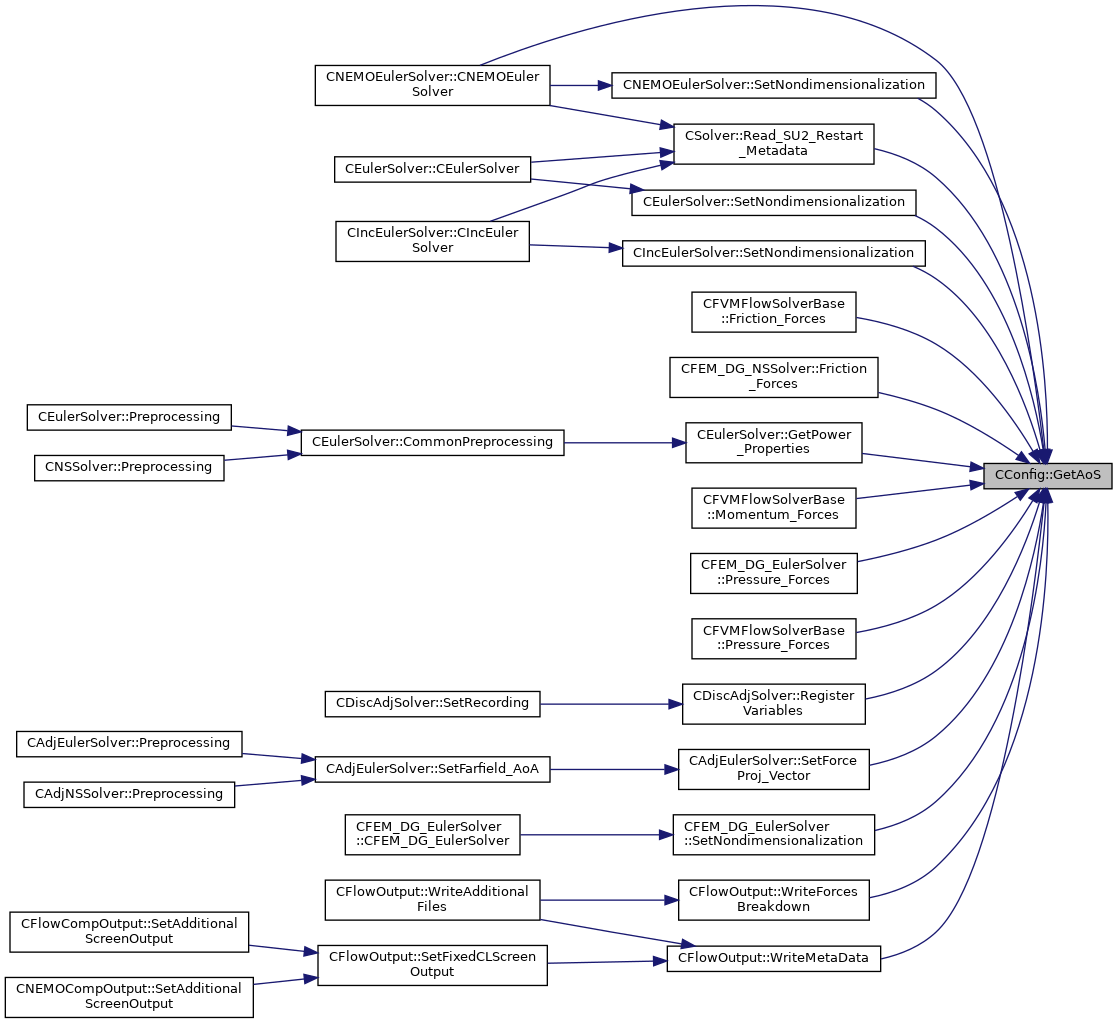 CNEMOEulerSolver::CNEMOEuler
Solver
CNEMOEulerSolver::SetNondimensionalization
CSolver::Read_SU2_Restart
_Metadata
CEulerSolver::CEulerSolver
CEulerSolver::SetNondimensionalization
CIncEulerSolver::CIncEuler
Solver
CIncEulerSolver::SetNondimensionalization
CFVMFlowSolverBase
::Friction_Forces
CFEM_DG_NSSolver::Friction
_Forces
CEulerSolver::Preprocessing
CNSSolver::Preprocessing
CEulerSolver::CommonPreprocessing
CEulerSolver::GetPower
_Properties
CConfig::GetAoS
CFVMFlowSolverBase
::Momentum_Forces
CFEM_DG_EulerSolver
::Pressure_Forces
CFVMFlowSolverBase
::Pressure_Forces
CDiscAdjSolver::SetRecording
CDiscAdjSolver::Register
Variables
CAdjEulerSolver::Preprocessing
CAdjNSSolver::Preprocessing
CAdjEulerSolver::SetFarfield_AoA
CAdjEulerSolver::SetForce
Proj_Vector
CFEM_DG_EulerSolver
::CFEM_DG_EulerSolver
CFEM_DG_EulerSolver
::SetNondimensionalization
CFlowOutput::WriteAdditional
Files
CFlowOutput::WriteForces
Breakdown
CFlowCompOutput::SetAdditional
ScreenOutput
CNEMOCompOutput::SetAdditional
ScreenOutput
CFlowOutput::SetFixedCLScreen
Output
CFlowOutput::WriteMetaData